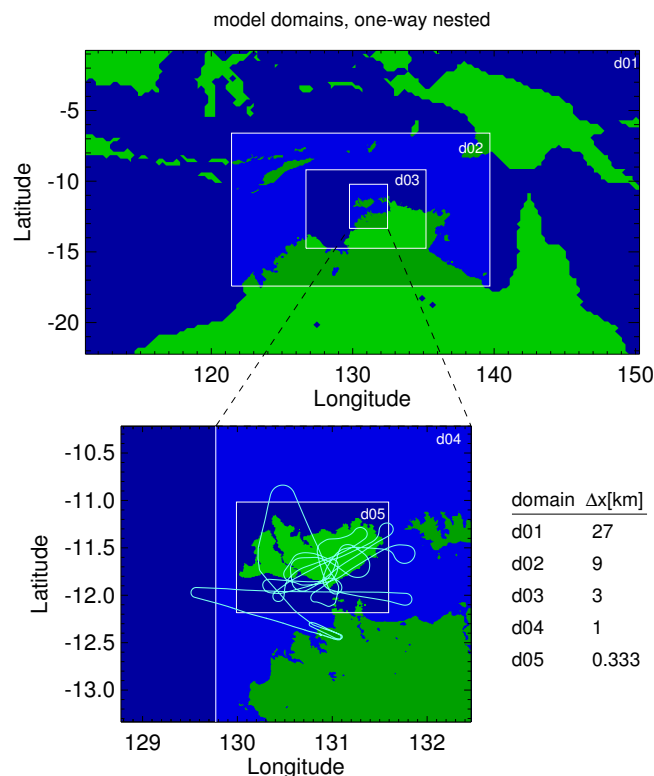 model domains, one-way nested
d01
-5
d02
-10
d03
-15
-20
Latitude
120
130
140
150
Longitude
-10.5
d04
-11.0
d05
-11.5
-12.0
-12.5
-13.0
Latitude
129
130
131
132
Longitude
domain Δx[km]
d01 27
d02 9
d03 3
d04 1
d05 0.333